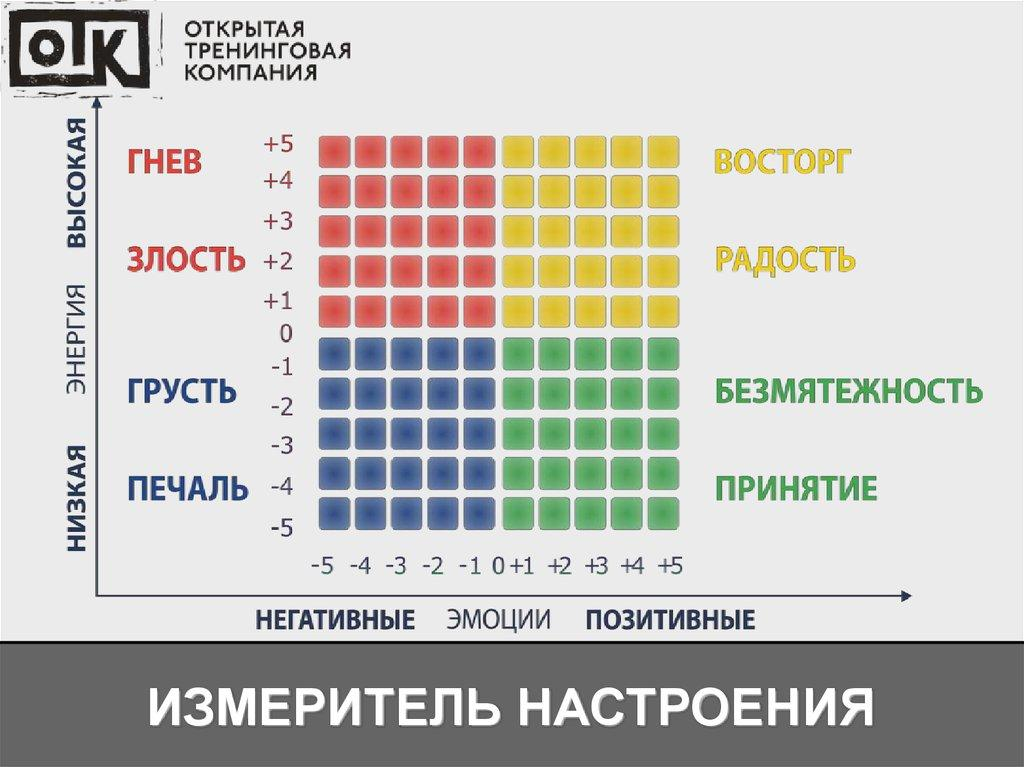 ОТК
ОТКРЫТАЯ
ТРЕНИНГОВАЯ
КОМПАНИЯ
ВЫСОКАЯ
ЭНЕРГИЯ
НИЗКАЯ
ГНЕВ
ЗЛОСТЬ
ГРУСТЬ
ПЕЧАЛЬ
+5
+4
+3
+2
+1
0
-1
-2
-3
-4
-5
ВОСТОРГ
РАДОСТЬ
БЕЗМЯТЕЖНОСТЬ
ПРИНЯТИЕ
-5 -4 -3 -2 -1 0 +1 +2 +3 +4 +5
НЕГАТИВНЫЕ ЭМОЦИИ ПОЗИТИВНЫЕ
ИЗМЕРИТЕЛЬ НАСТРОЕНИЯ